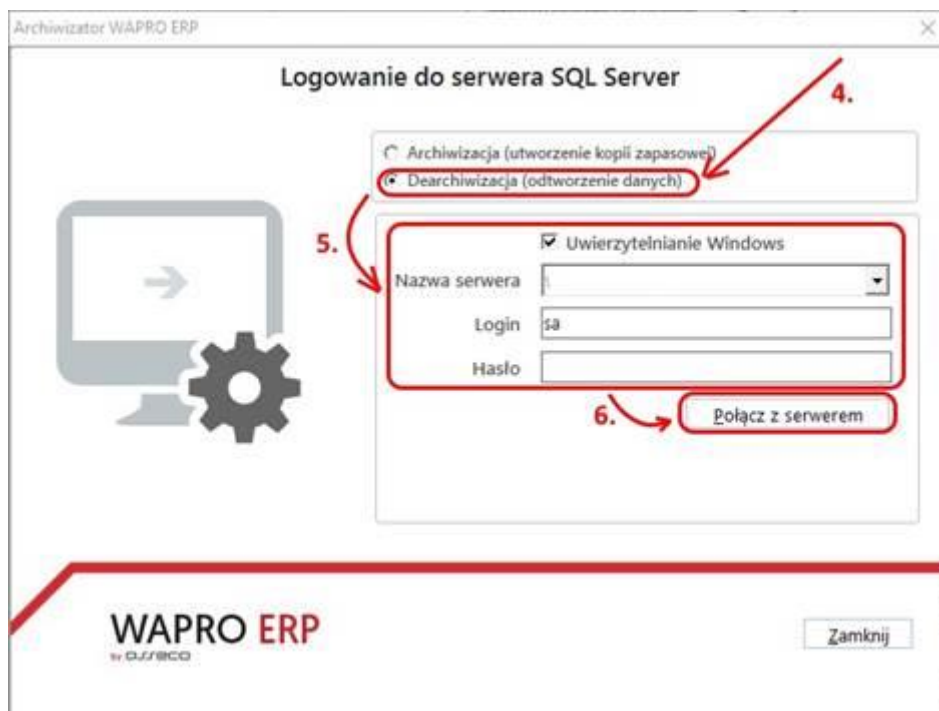 Archiwizator WAPRO ERP
Logowanie do serwera SQL Server
4.
Archiwizacja (utworzenie kopii zapasowej)
Dearchiwizacja (odtworzenie danych)
5.
Uwierzytelnianie Windows
Nazwa serwera
Login sa
Hasło
6.
Połącz z serwerem
WAPRO ERP
by asseco
Zamknij